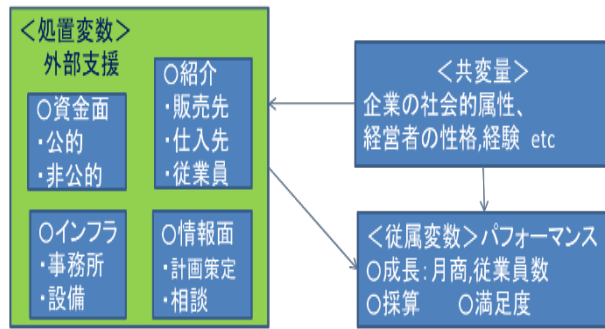 ＜処置変数＞
外部支援
○資金面
・公的
・非公的
○紹介
・販売先
・仕入先
・従業員
○インフラ
・事務所
・設備
○情報面
・計画策定
・相談
＜共変量＞
企業の社会的属性、
経営者の性格,経験 etc
＜従属変数＞パフォーマンス
○成長：月商,従業員数
○採算　　○満足度